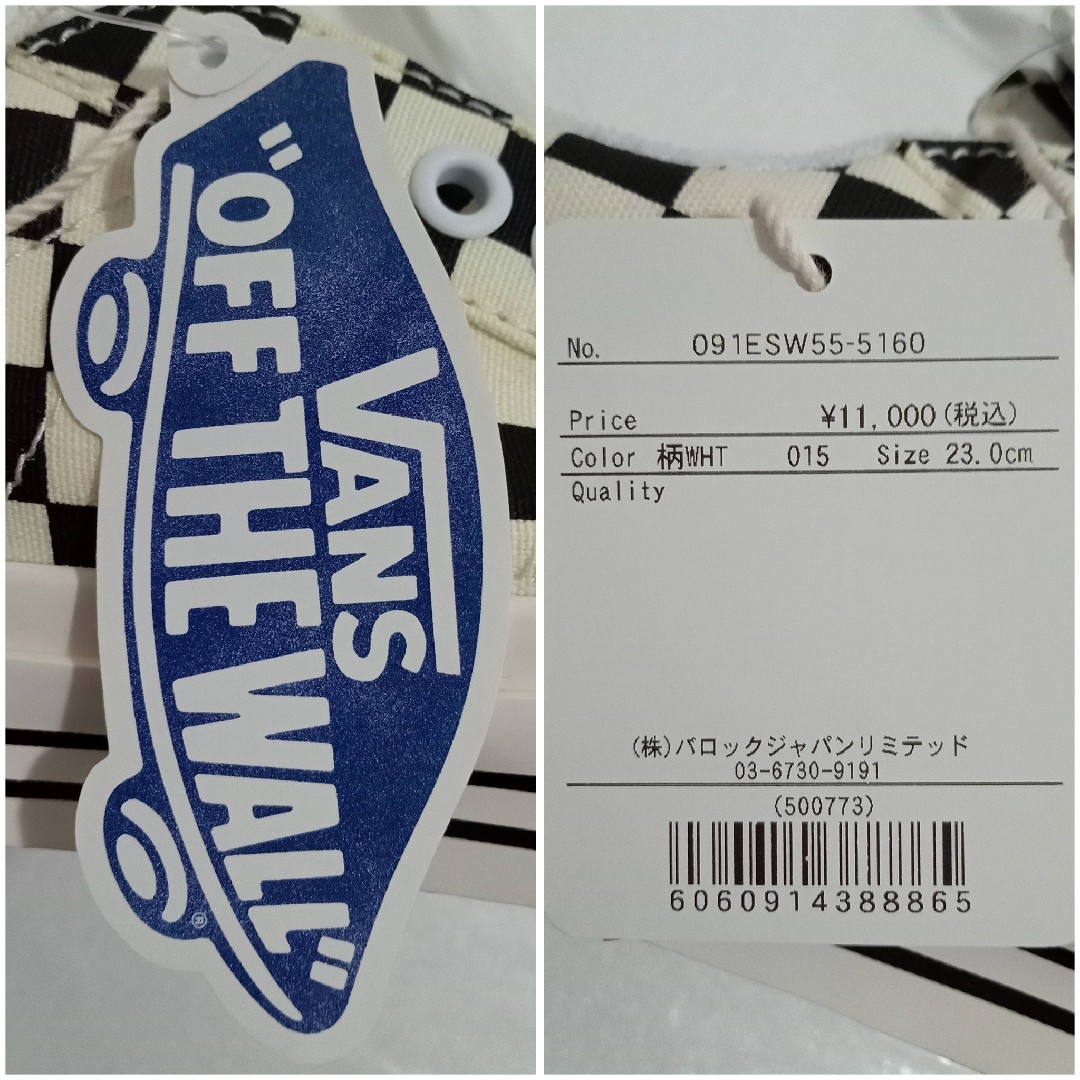 VANS
"OFF THE WALL"
®
No. 091ESW55-5160
Price ¥11,000(税込)
Color 柄WHT 015 Size 23.0cm
Quality
(株)バロックジャパンリミテッド
03-6730-9191
(500773)
6060914388865